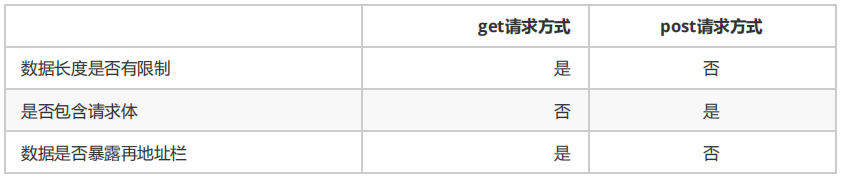 get请求方式 post请求方式
数据长度是否有限制 是 否
是否包含请求体 否 是
数据是否暴露再地址栏 是 否